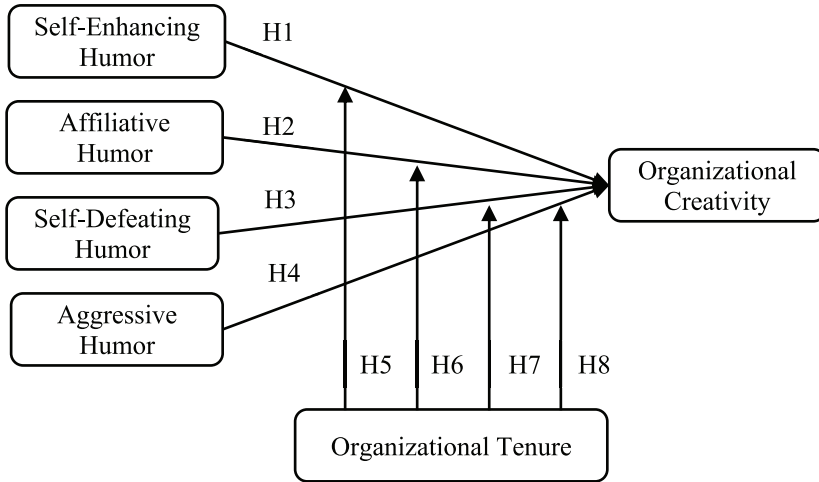 Self-Enhancing
Humor
H1
Affiliative
Humor
H2
Self-Defeating
Humor
H3
Aggressive
Humor
H4
Organizational
Creativity
H5
H6
H7
H8
Organizational Tenure